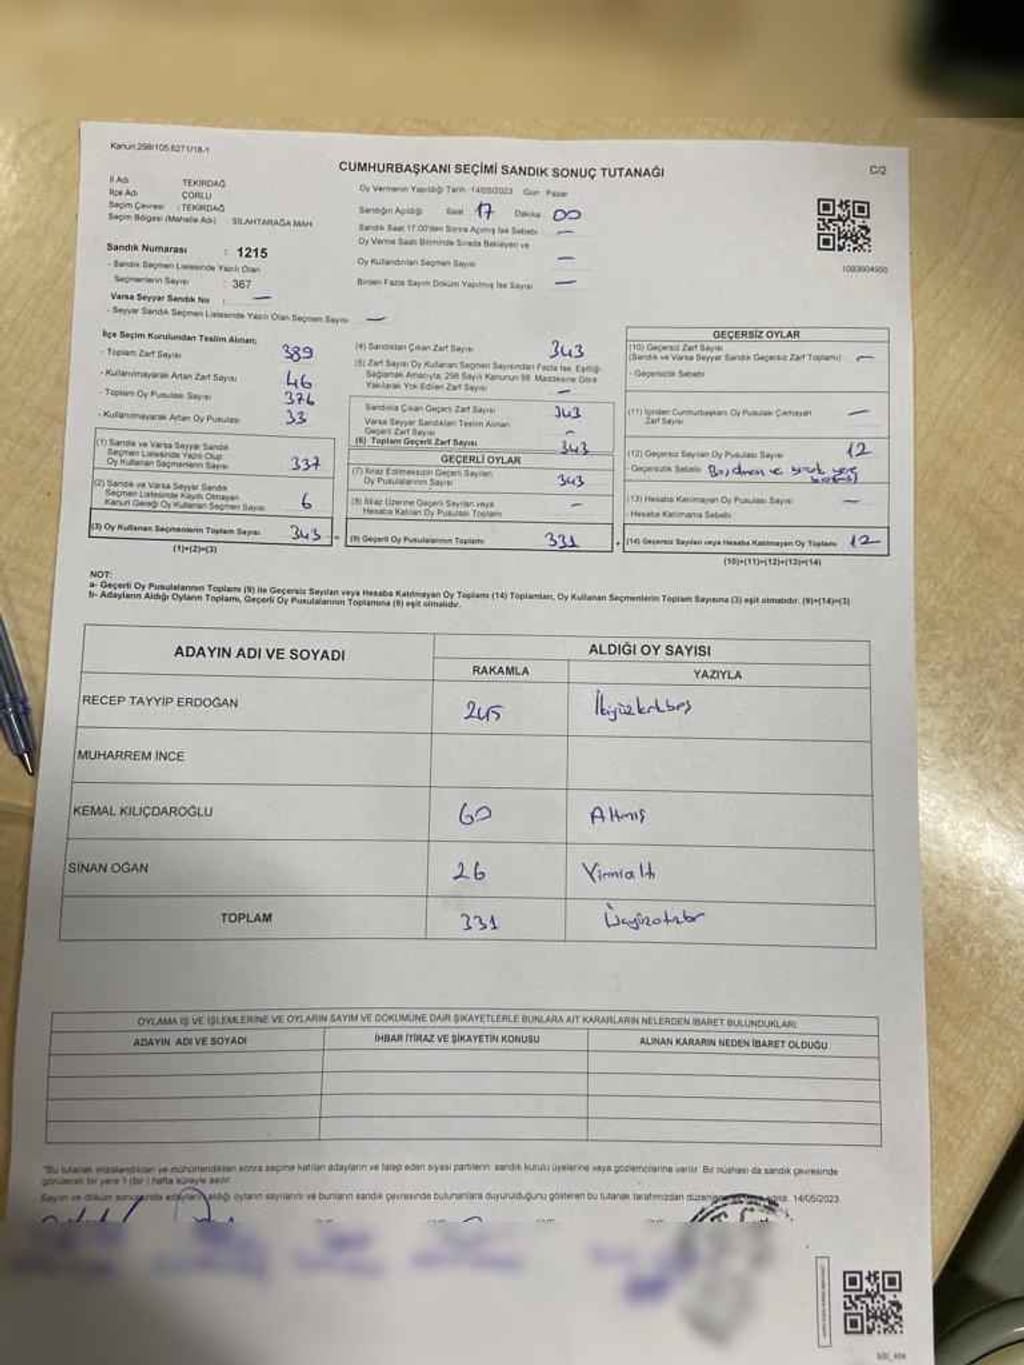 Kanun:298/105.6271/18-1
CUMHURBAŞKANI SEÇİMİ SANDIK SONUÇ TUTANAĞI
C/2
İl Adı TEKİRDAĞ
İlçe Adı ÇORLU
Seçim Çevresi : TEKİRDAĞ
Seçim Bölgesi (Mahalle Adı) : SİLAHTARAĞA MAH
Sandık Numarası : 1215
- Sandık Seçmen Listesinde Yazılı Olan
Seçmenlerin Sayısı : 367
Varsa Seyyar Sandık No : —
- Seyyar Sandık Seçmen Listesinde Yazılı Olan Seçmen Sayısı —
Oy Vermenin Yapıldığı Tarih : 14/05/2023 Gün : Pazar
Sandığın Açıldığı Saat 17 Dakika 00
Sandık Saat 17:00'den Sonra Açılmış İse Sebebi —
Oy Verme Saati Bitiminde Sırada Bekleyen ve
Oy Kullandırılan Seçmen Sayısı —
Birden Fazla Sayım Döküm Yapılmış İse Sayısı —
İlçe Seçim Kurulundan Teslim Alınan;
- Toplam Zarf Sayısı 389
- Kullanılmayarak Artan Zarf Sayısı 46
- Toplam Oy Pusulası Sayısı 376
- Kullanılmayarak Artan Oy Pusulası 33
(1) Sandık ve Varsa Seyyar Sandık
Seçmen Listesinde Yazılı Olup
Oy Kullanan Seçmenlerin Sayısı 337
(2) Sandık ve Varsa Seyyar Sandık
Seçmen Listesinde Kayıtlı Olmayan
Kanun Gereği Oy Kullanan Seçmen Sayısı 6
(3) Oy Kullanan Seçmenlerin Toplam Sayısı 343 =
(1)+(2)=(3)
(4) Sandıktan Çıkan Zarf Sayısı 343
(5) Zarf Sayısı Oy Kullanan Seçmen Sayısından Fazla İse, Eşitliği
Sağlamak Amacıyla, 298 Sayılı Kanunun 98. Maddesine Göre
Yakılarak Yok Edilen Zarf Sayısı —
Sandıkta Çıkan Geçerli Zarf Sayısı 343
Varsa Seyyar Sandıktan Teslim Alınan
Geçerli Zarf Sayısı —
(6) Toplam Geçerli Zarf Sayısı 343
GEÇERLİ OYLAR
(7) İtiraz Edilmeksizin Geçerli Sayılan
Oy Pusulalarının Sayısı 343
(8) İtiraz Üzerine Geçerli Sayılan veya
Hesaba Katılan Oy Pusulası Toplamı —
(9) Geçerli Oy Pusulalarının Toplamı 331 +
GEÇERSİZ OYLAR
(10) Geçersiz Zarf Sayısı
(Sandık ve Varsa Seyyar Sandık Geçersiz Zarf Toplamı) —
- Geçersizlik Sebebi
(11) İçinden Cumhurbaşkanı Oy Pusulası Çıkmayan
Zarf Sayısı —
(12) Geçersiz Sayılan Oy Pusulası Sayısı 12
- Geçersizlik Sebebi
(13) Hesaba Katılmayan Oy Pusulası Sayısı —
- Hesaba Katılmama Sebebi
(14) Geçersiz Sayılan veya Hesaba Katılmayan Oy Toplamı 12
(10)+(11)+(12)+(13)=(14)
NOT:
a- Geçerli Oy Pusulalarının Toplamı (9) ile Geçersiz Sayılan veya Hesaba Katılmayan Oy Toplamı (14) Toplamları, Oy Kullanan Seçmenlerin Toplam Sayısına (3) eşit olmalıdır. (9)+(14)=(3)
b- Adayların Aldığı Oyların Toplamı, Geçerli Oy Pusulalarının Toplamına (9) eşit olmalıdır.
ADAYIN ADI VE SOYADI
ALDIĞI OY SAYISI
RAKAMLA YAZIYLA
RECEP TAYYİP ERDOĞAN 245 İkiyüzkırkbeş
MUHARREM İNCE
KEMAL KILIÇDAROĞLU 60 Altmış
SİNAN OĞAN 26 Yirmialtı
TOPLAM 331 Üçyüzotuzbir
OYLAMA İŞ VE İŞLEMLERİNE VE OYLARIN SAYIM VE DÖKÜMÜNE DAİR ŞİKAYETLERLE BUNLARA AİT KARARLARIN NELERDEN İBARET BULUNDUKLARI
ADAYIN ADI VE SOYADI İHBAR İTİRAZ VE ŞİKAYETİN KONUSU ALINAN KARARIN NEDEN İBARET OLDUĞU
"Bu tutanak imzalandıktan ve mühürlendikten sonra seçime katılan adayların ve talep eden siyasi partilerin sandık kurulu üyelerine veya gözlemcilerine verilir. Bir nüshası da sandık çevresinde
görülecek bir yere 1 (bir) hafta süreyle asılır.
Sayım ve döküm sonucunda adayların aldığı oyların sayılarını ve bunların sandık çevresinde bulunanlara duyurulduğunu gösteren bu tutanak tarafımızdan 14/05/2023